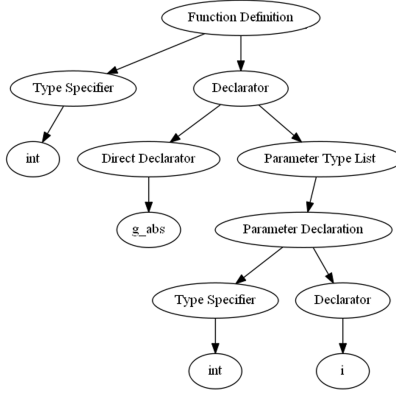 Function Definition
Type Specifier
Declarator
int
Direct Declarator
Parameter Type List
g_abs
Parameter Declaration
Type Specifier
Declarator
int
i